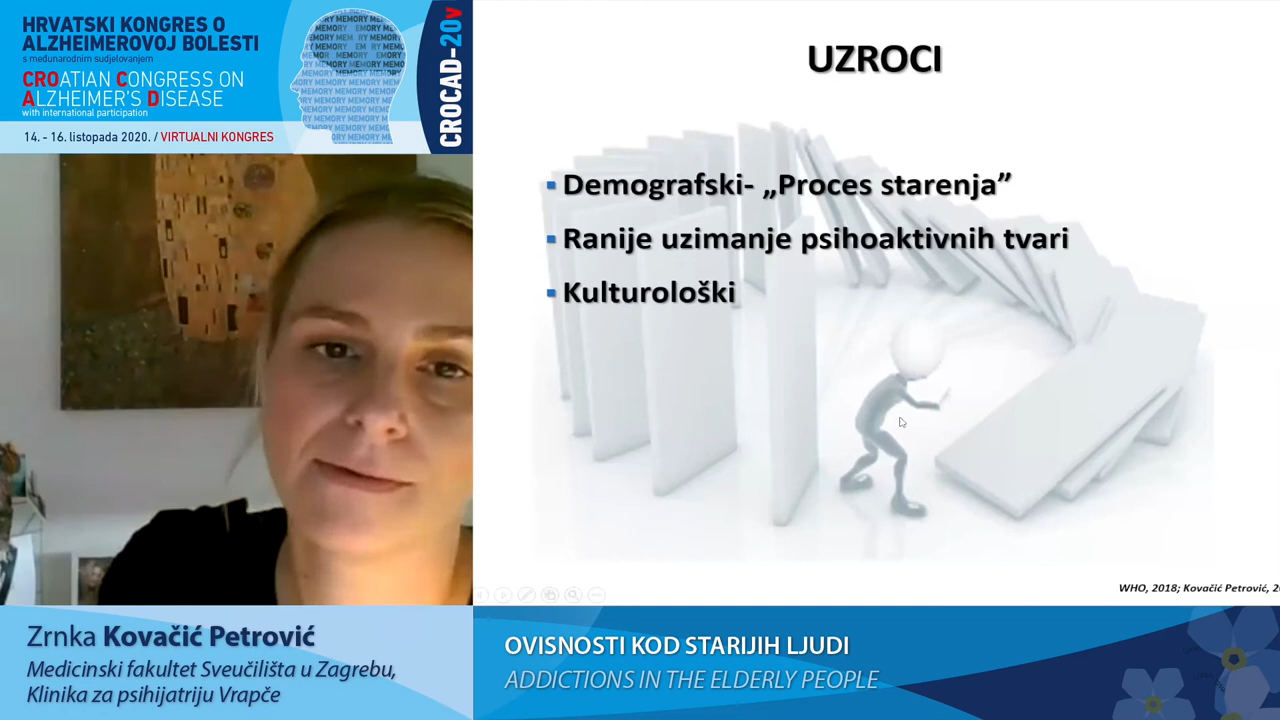 HRVATSKI KONGRES O
ALZHEIMEROVOJ BOLESTI
s međunarodnim sudjelovanjem
CROATIAN CONGRESS ON
ALZHEIMER'S DISEASE
with international participation
14. - 16. listopada 2020. / VIRTUALNI KONGRES
CROCAD-20v
UZROCI
▪ Demografski- „Proces starenja”
▪ Ranije uzimanje psihoaktivnih tvari
▪ Kulturološki
WHO, 2018; Kovačić Petrović, 2
Zrnka Kovačić Petrović
Medicinski fakultet Sveučilišta u Zagrebu,
Klinika za psihijatriju Vrapče
OVISNOSTI KOD STARIJIH LJUDI
ADDICTIONS IN THE ELDERLY PEOPLE